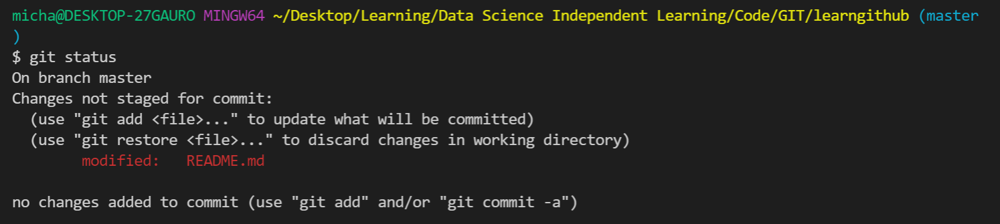 micha@DESKTOP-27GAURO MINGW64 ~/Desktop/Learning/Data Science Independent Learning/Code/GIT/learngithub (master
)
$ git status
On branch master
Changes not staged for commit:
  (use "git add <file>..." to update what will be committed)
  (use "git restore <file>..." to discard changes in working directory)
        modified:   README.md

no changes added to commit (use "git add" and/or "git commit -a")